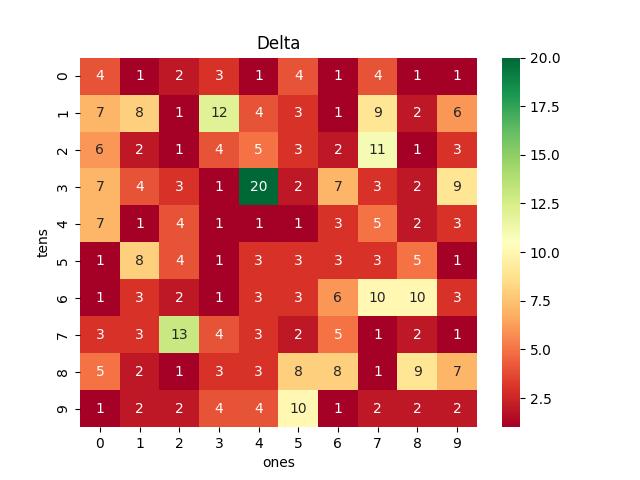 Delta
0 4 1 2 3 1 4 1 4 1 1
1 7 8 1 12 4 3 1 9 2 6
2 6 2 1 4 5 3 2 11 1 3
3 7 4 3 1 20 2 7 3 2 9
4 7 1 4 1 1 1 3 5 2 3
5 1 8 4 1 3 3 3 3 5 1
6 1 3 2 1 3 3 6 10 10 3
7 3 3 13 4 3 2 5 1 2 1
8 5 2 1 3 3 8 8 1 9 7
9 1 2 2 4 4 10 1 2 2 2
0 1 2 3 4 5 6 7 8 9
ones
tens
20.0
17.5
15.0
12.5
10.0
7.5
5.0
2.5